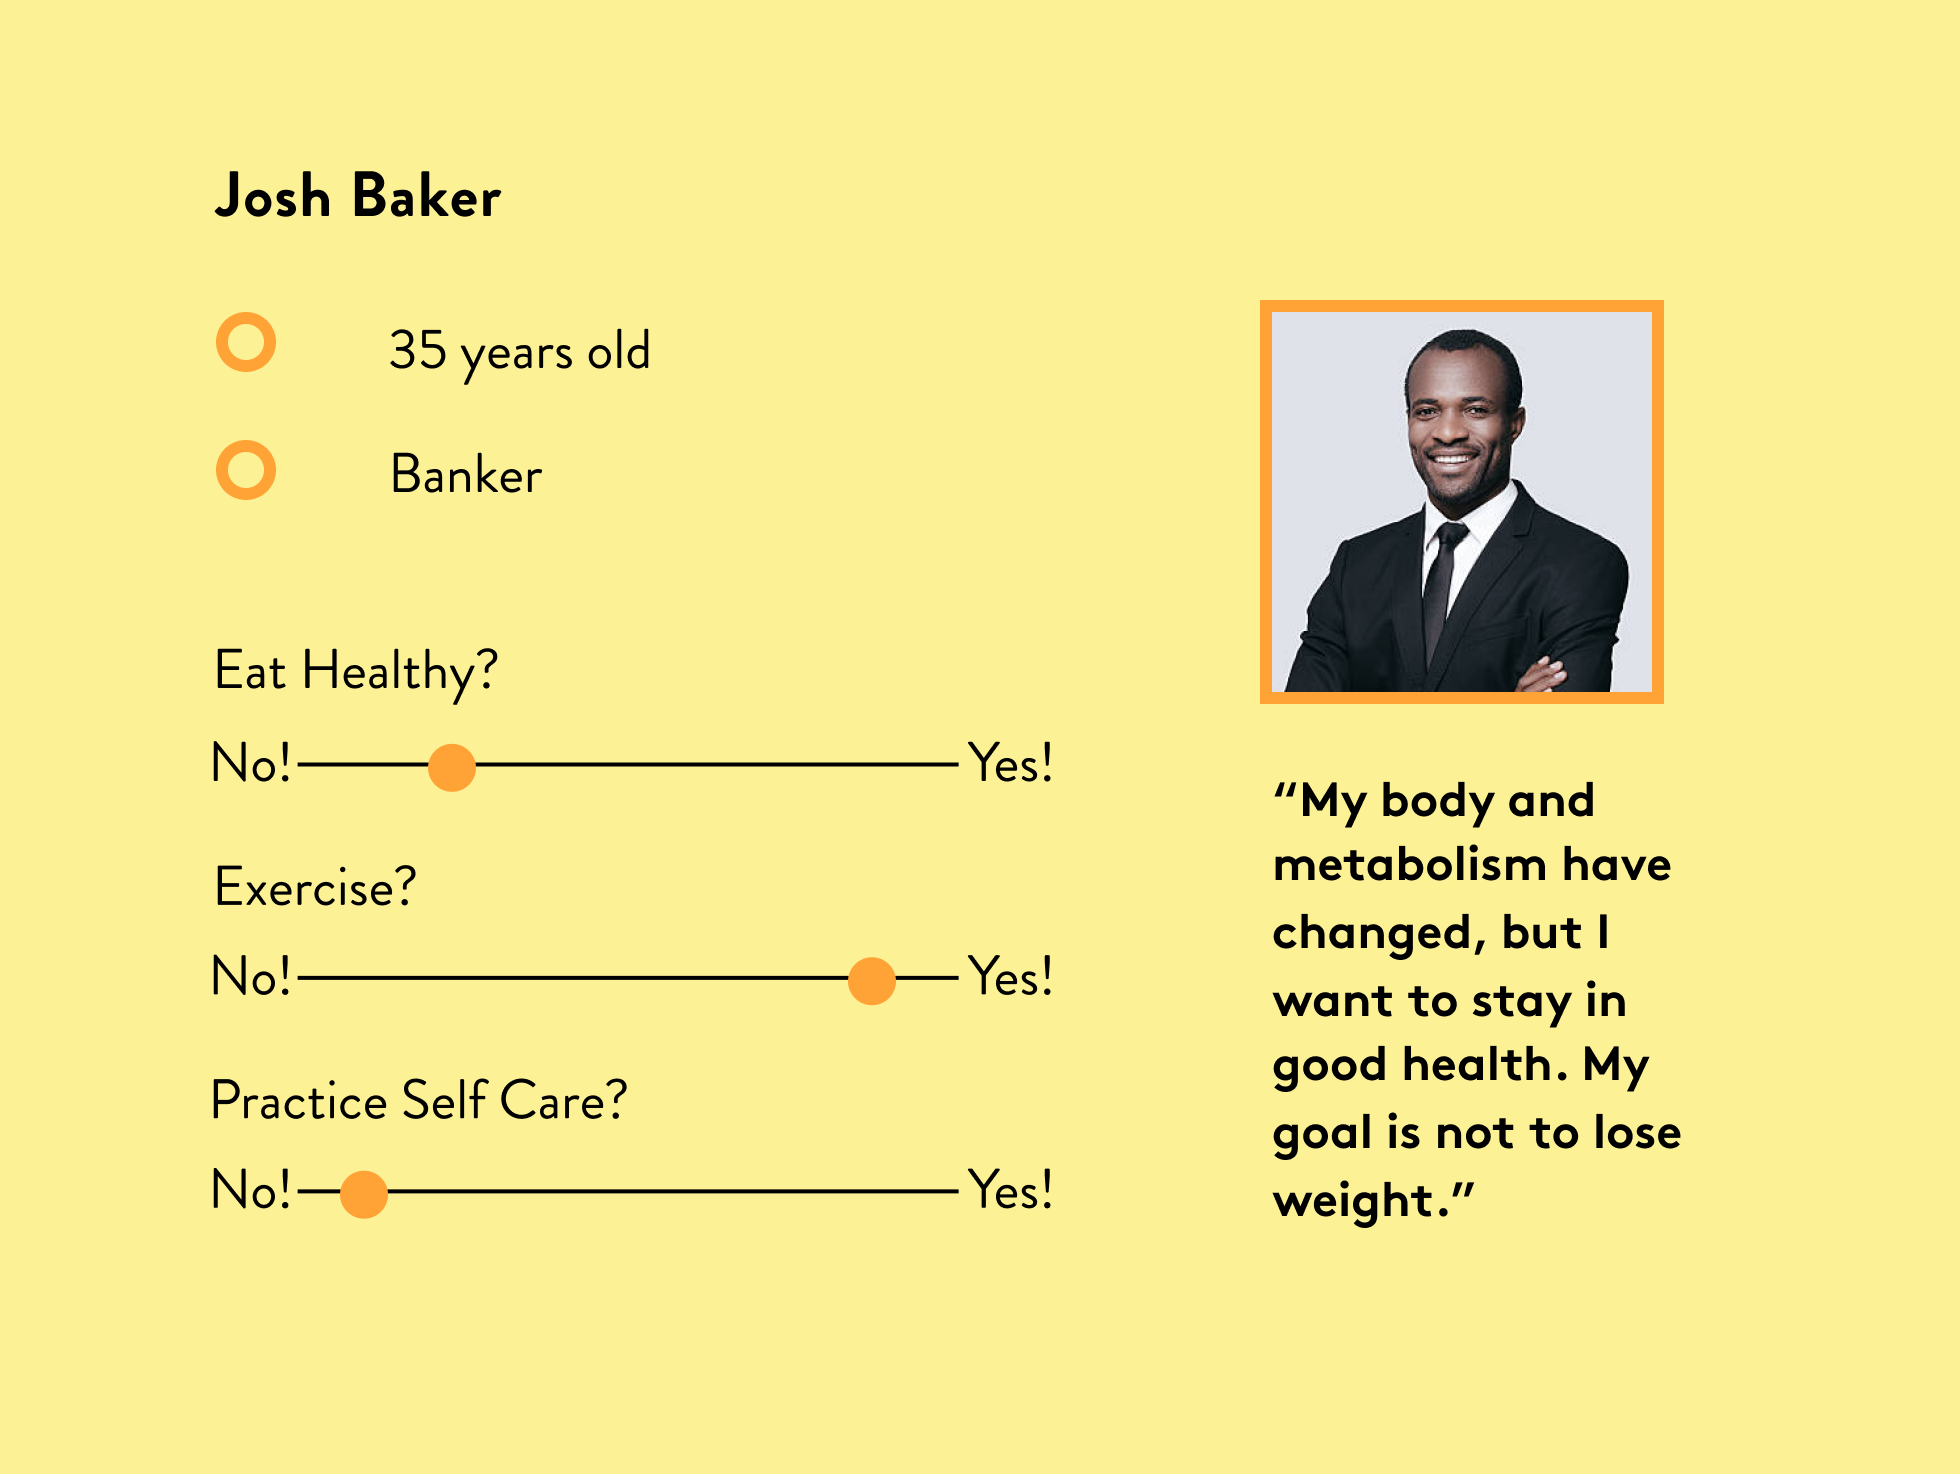 Josh Baker
35 years old
Banker
Eat Healthy?
No! Yes!
Exercise?
No! Yes!
Practice Self Care?
No! Yes!
“My body and
metabolism have
changed, but I
want to stay in
good health. My
goal is not to lose
weight.”